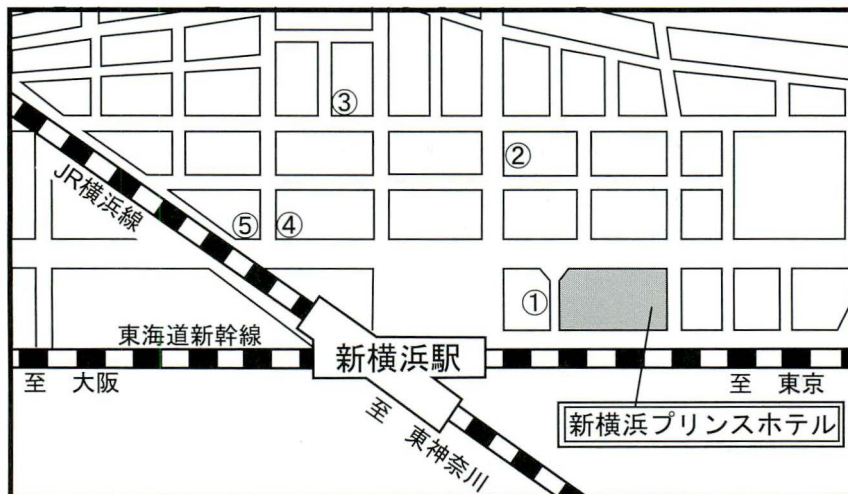 ③
②
JR横浜線
⑤
④
①
東海道新幹線
新横浜駅
至 大阪
至 東京
至 東神奈川
新横浜プリンスホテル